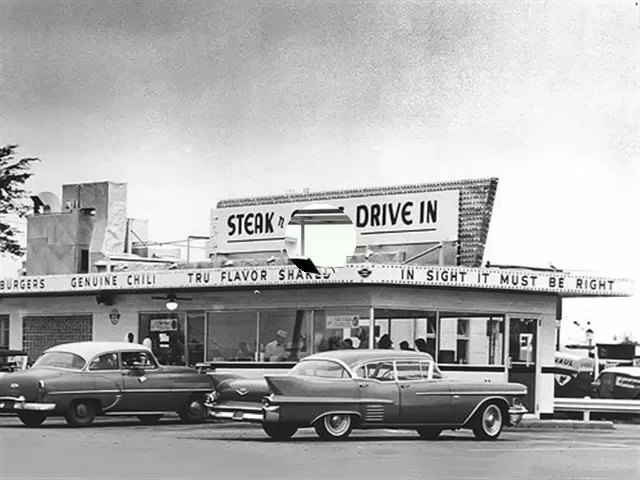 STEAK n DRIVE IN
BURGERS GENUINE CHILI TRU FLAVOR SHAKES IN SIGHT IT MUST BE RIGHT